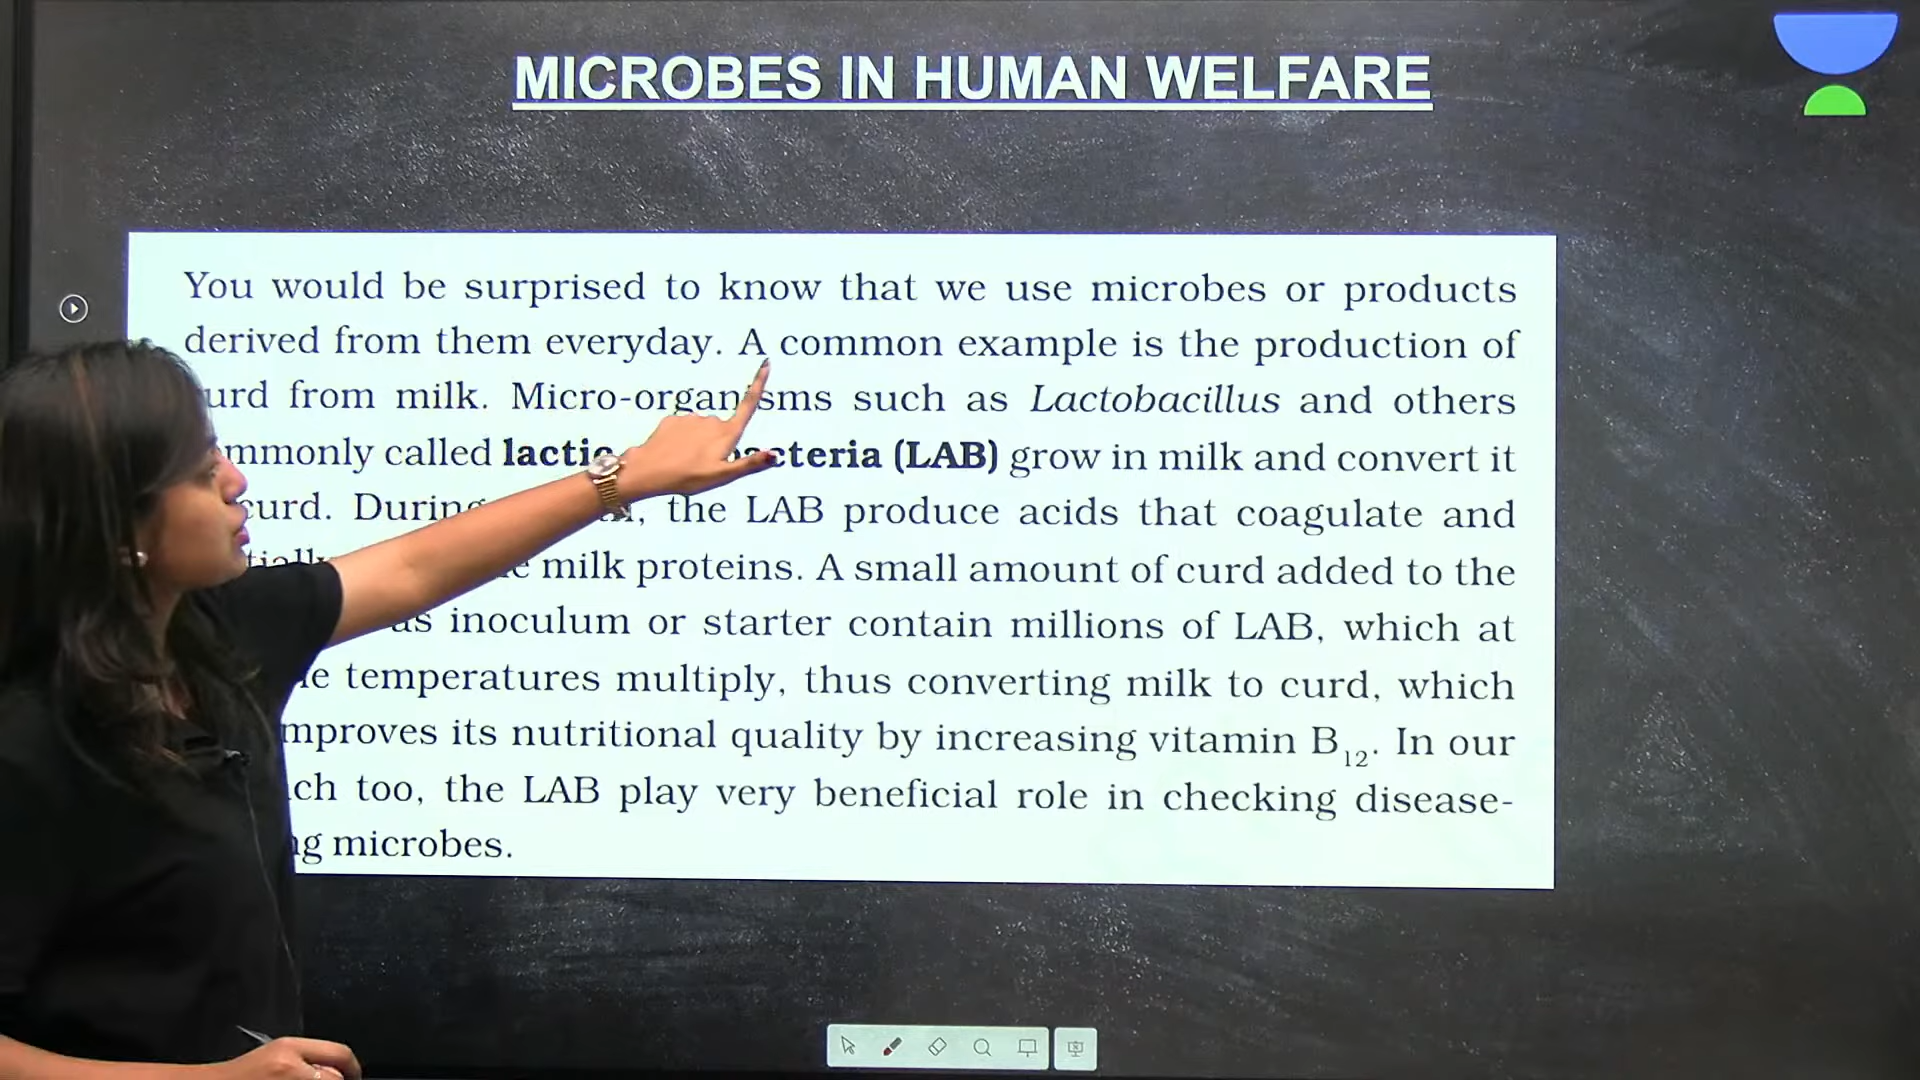 MICROBES IN HUMAN WELFARE
You would be surprised to know that we use microbes or products
derived from them everyday. A common example is the production of
urd from milk. Micro-organisms such as Lactobacillus and others
mmonly called lactic bacteria (LAB) grow in milk and convert it
curd. During , the LAB produce acids that coagulate and
milk proteins. A small amount of curd added to the
as inoculum or starter contain millions of LAB, which at
temperatures multiply, thus converting milk to curd, which
mproves its nutritional quality by increasing vitamin B12. In our
ch too, the LAB play very beneficial role in checking disease-
ng microbes.